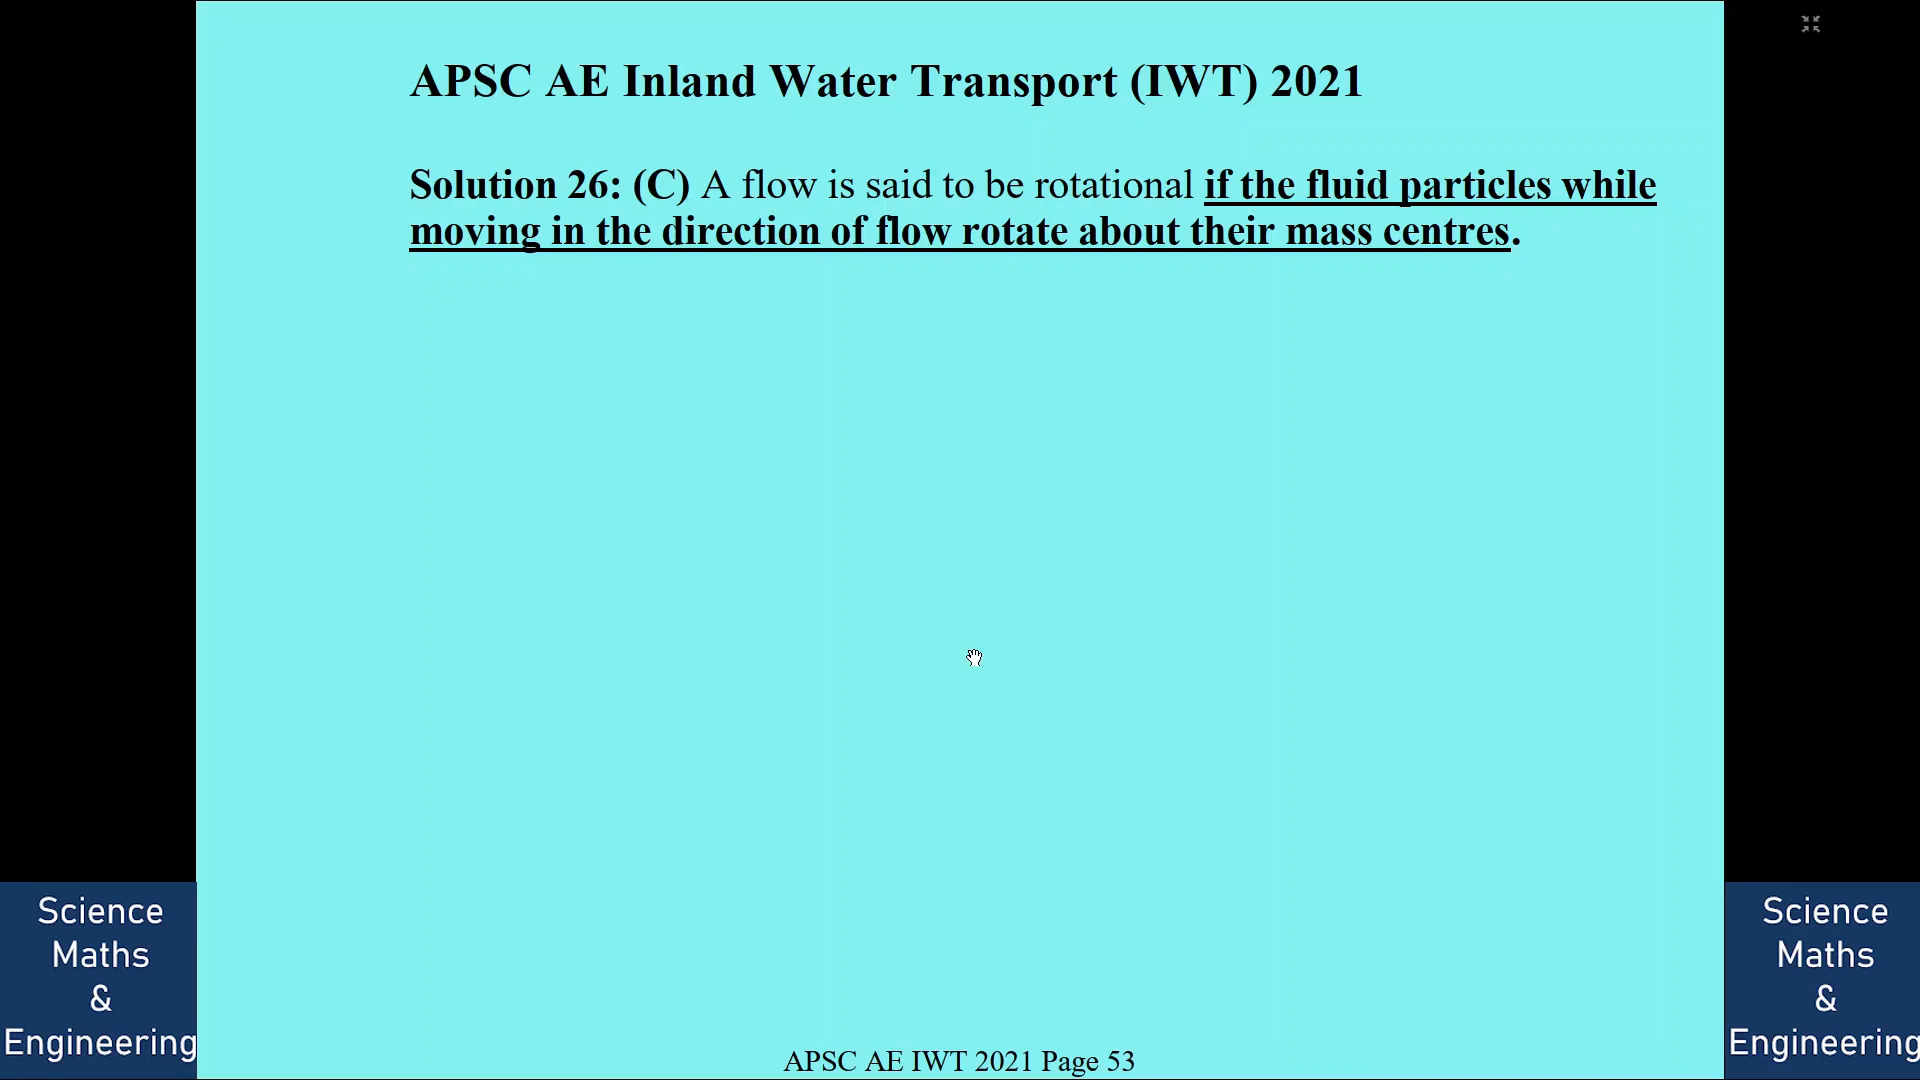 APSC AE Inland Water Transport (IWT) 2021
Solution 26: (C) A flow is said to be rotational if the fluid particles while
moving in the direction of flow rotate about their mass centres.
Science
Maths
&
Engineering
Science
Maths
&
Engineering
APSC AE IWT 2021 Page 53